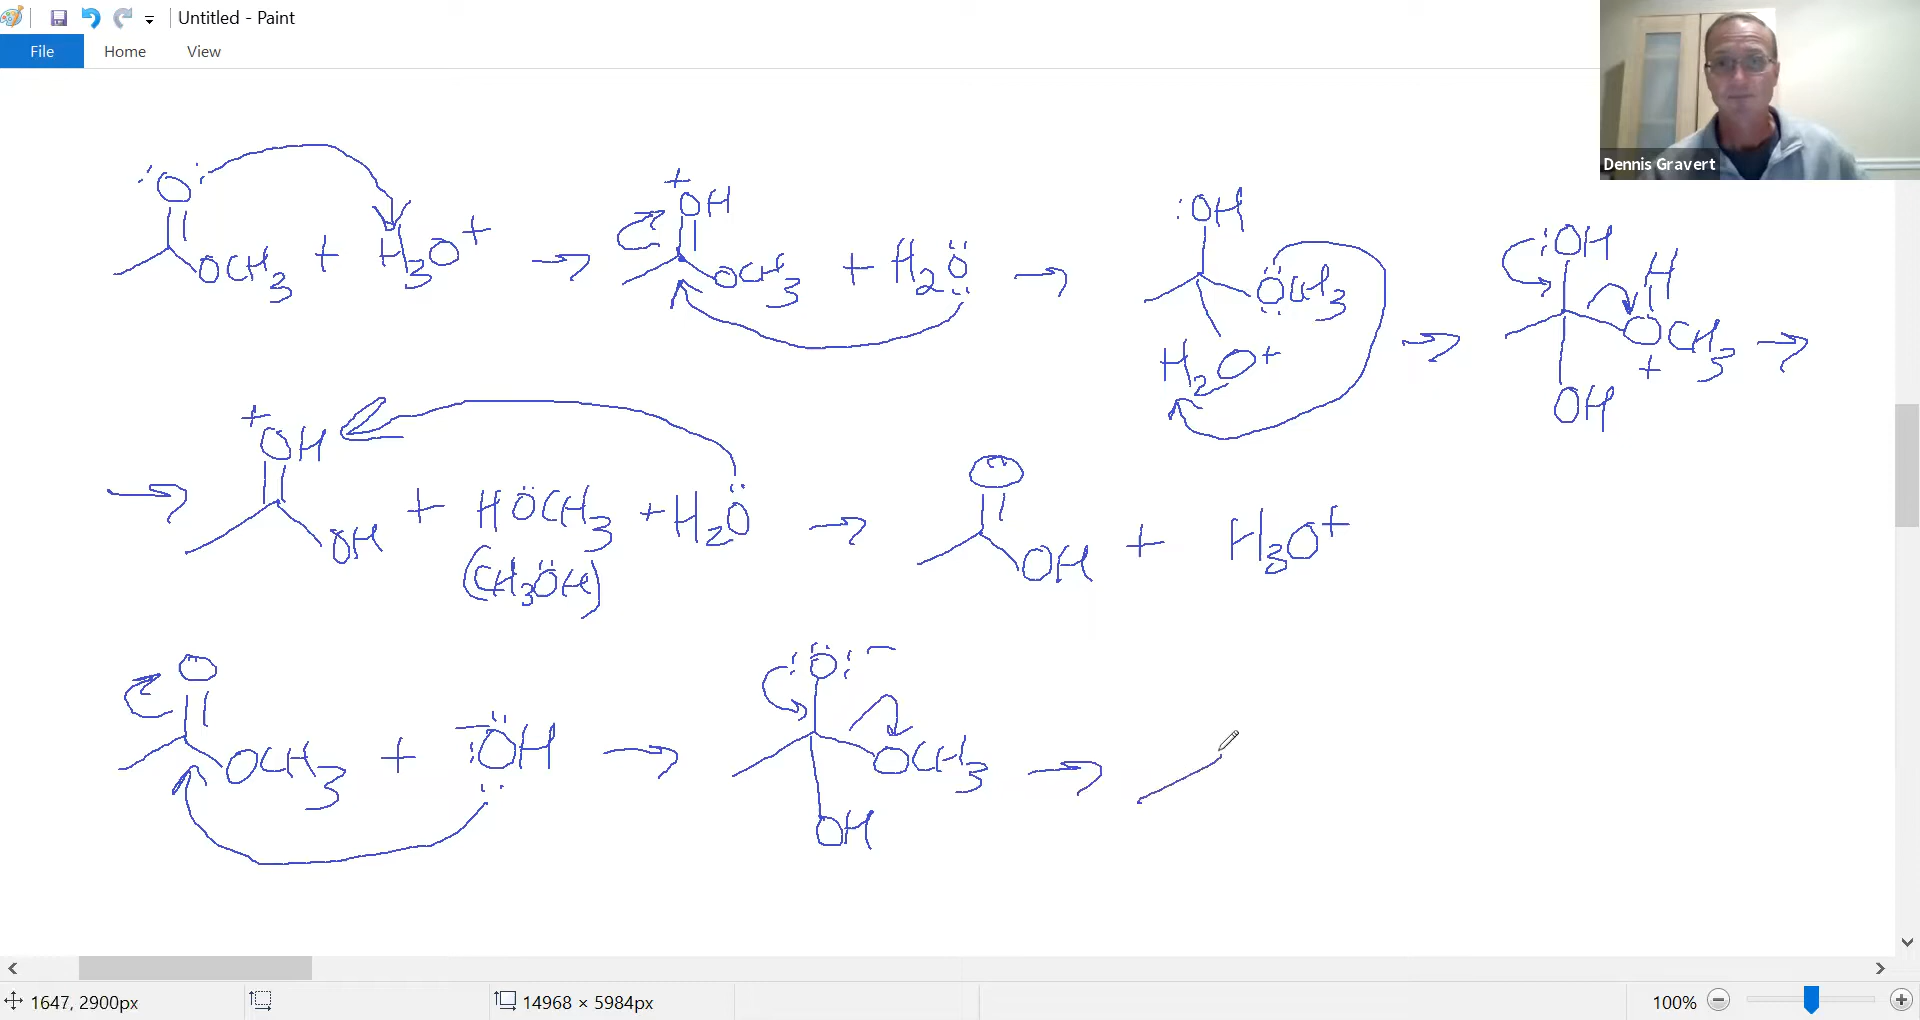 Untitled - Paint
File Home View
Dennis Gravert
O OCH3 + H3O+ → +OH OCH3 + H2O → OH OCH3 H2O+ → OH H OCH3 + OH →
→ +OH OH + HOCH3 + H2O → O OH + H3O+
(CH3OH)
O OCH3 + -OH → O- OCH3 OH →
1647, 2900px 14968 × 5984px 100%